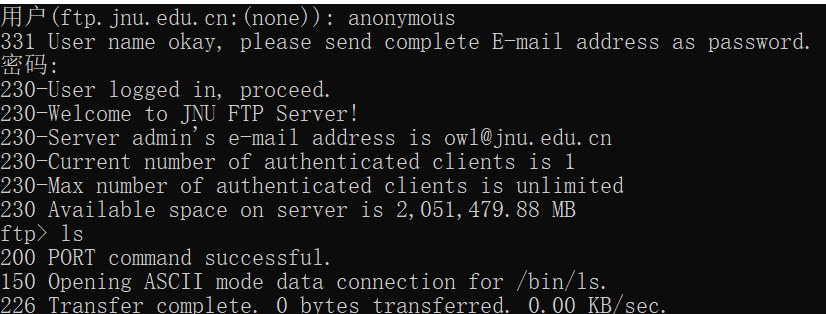 用户(ftp.jnu.edu.cn:(none)): anonymous
331 User name okay, please send complete E-mail address as password.
密码:
230-User logged in, proceed.
230-Welcome to JNU FTP Server!
230-Server admin's e-mail address is owl@jnu.edu.cn
230-Current number of authenticated clients is 1
230-Max number of authenticated clients is unlimited
230 Available space on server is 2,051,479.88 MB
ftp> ls
200 PORT command successful.
150 Opening ASCII mode data connection for /bin/ls.
226 Transfer complete. 0 bytes transferred. 0.00 KB/sec.